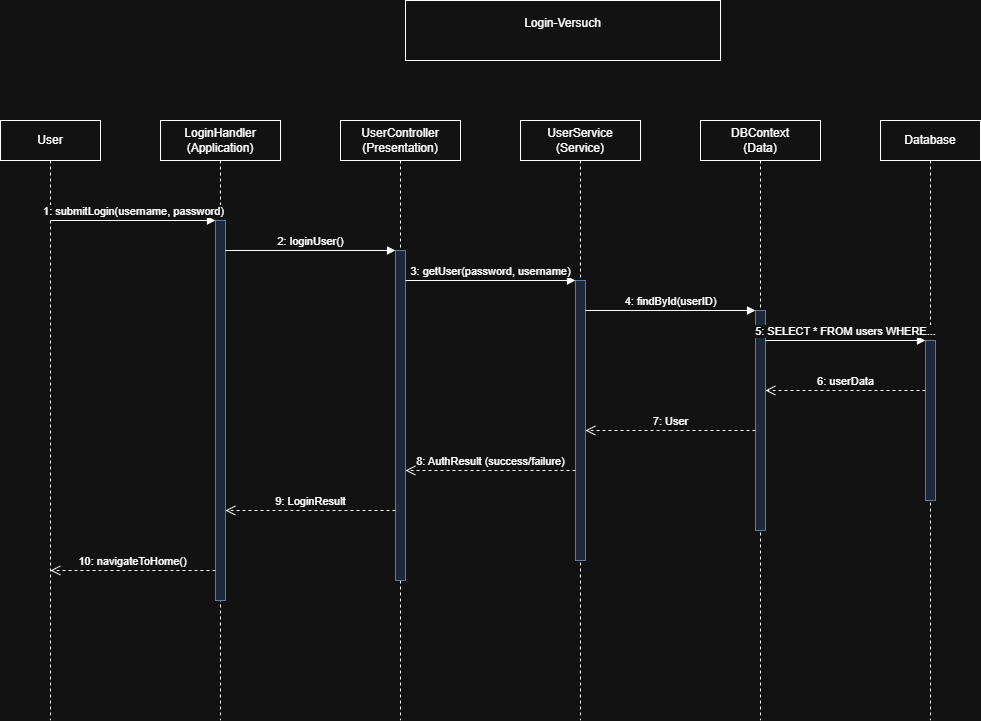 Login-Versuch
User
LoginHandler
(Application)
UserController
(Presentation)
UserService
(Service)
DBContext
(Data)
Database
1: submitLogin(username, password)
2: loginUser()
3: getUser(password, username)
4: findById(userID)
5: SELECT * FROM users WHERE...
6: userData
7: User
8: AuthResult (success/failure)
9: LoginResult
10: navigateToHome()